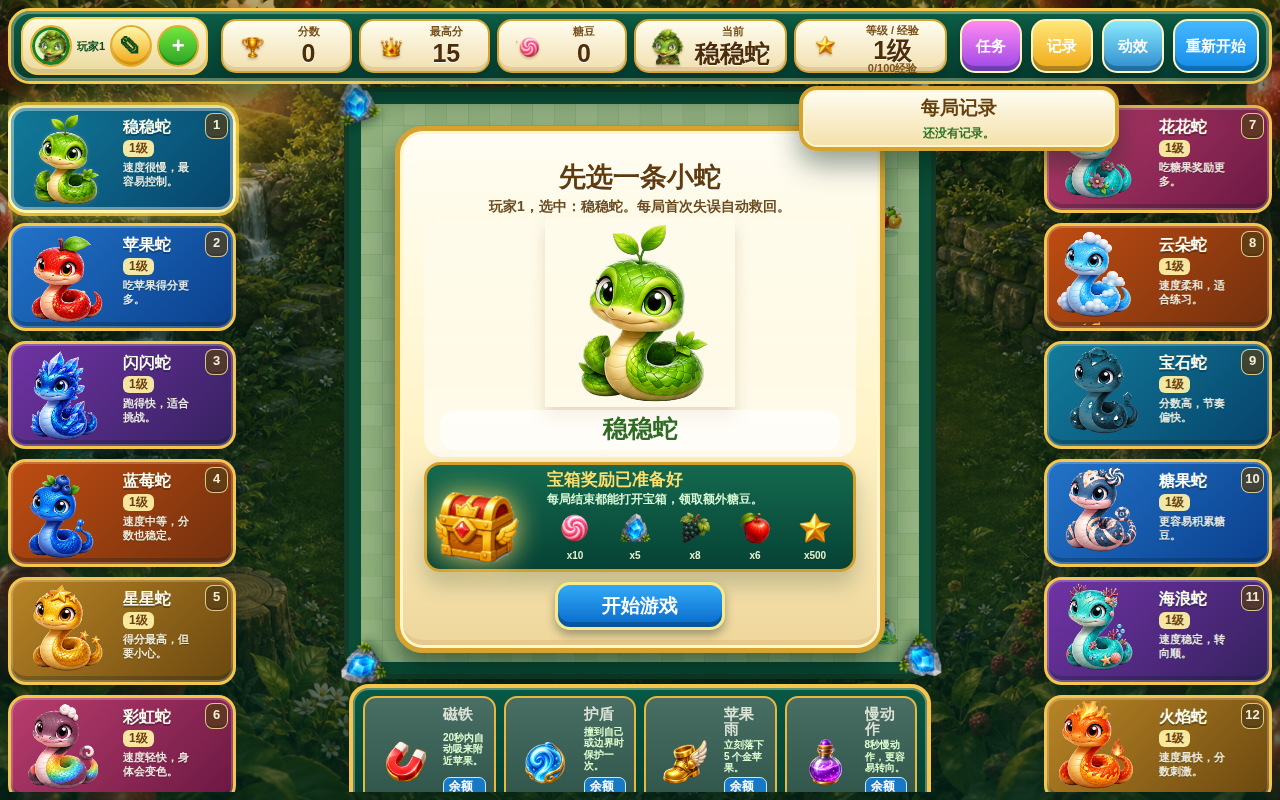 玩家1
分数
0
最高分
15
糖豆
0
当前
稳稳蛇
等级 / 经验
1级
0/100经验
任务
记录
动效
重新开始
每局记录
还没有记录。
稳稳蛇
1
1级
速度很慢，最
容易控制。
苹果蛇
2
1级
吃苹果得分更
多。
闪闪蛇
3
1级
跑得快，适合
挑战。
蓝莓蛇
4
1级
速度中等，分
数也稳定。
星星蛇
5
1级
得分最高，但
要小心。
彩虹蛇
6
1级
速度轻快，身
体会变色。
先选一条小蛇
玩家1，选中：稳稳蛇。每局首次失误自动救回。
稳稳蛇
宝箱奖励已准备好
每局结束都能打开宝箱，领取额外糖豆。
x10
x5
x8
x6
x500
开始游戏
磁铁
20秒内自
动吸来附
近苹果。
余额
护盾
撞到自己
或边界时
保护一
次。
余额
苹果
雨
立刻落下
5 个金苹
果。
余额
慢动
作
8秒慢动
作，更容
易转向。
余额
花花蛇
7
1级
吃糖果奖励更
多。
云朵蛇
8
1级
速度柔和，适
合练习。
宝石蛇
9
1级
分数高，节奏
偏快。
糖果蛇
10
1级
更容易积累糖
豆。
海浪蛇
11
1级
速度稳定，转
向顺。
火焰蛇
12
1级
速度最快，分
数刺激。